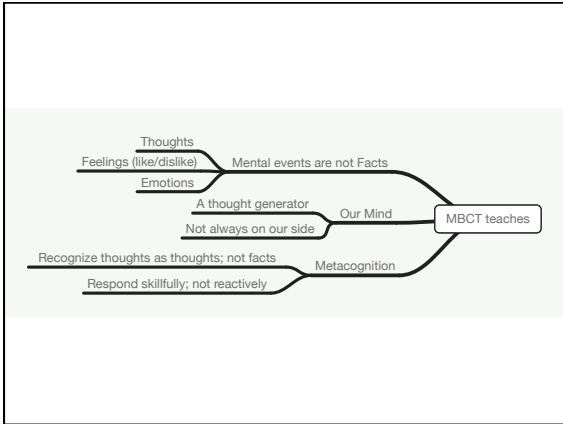 Thoughts
Feelings (like/dislike)
Emotions
Mental events are not Facts
A thought generator
Not always on our side
Our Mind
MBCT teaches
Recognize thoughts as thoughts; not facts
Respond skillfully; not reactively
Metacognition